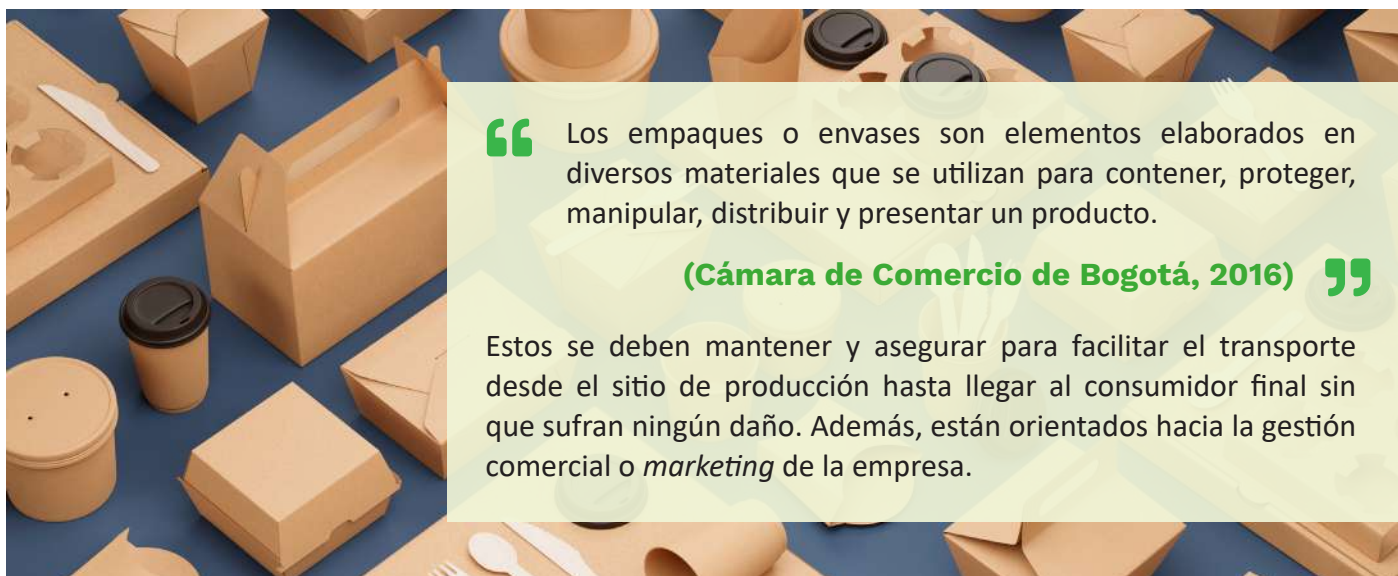 “ Los empaques o envases son elementos elaborados en
diversos materiales que se utilizan para contener, proteger,
manipular, distribuir y presentar un producto.
(Cámara de Comercio de Bogotá, 2016) ”
Estos se deben mantener y asegurar para facilitar el transporte
desde el sitio de producción hasta llegar al consumidor final sin
que sufran ningún daño. Además, están orientados hacia la gestión
comercial o marketing de la empresa.